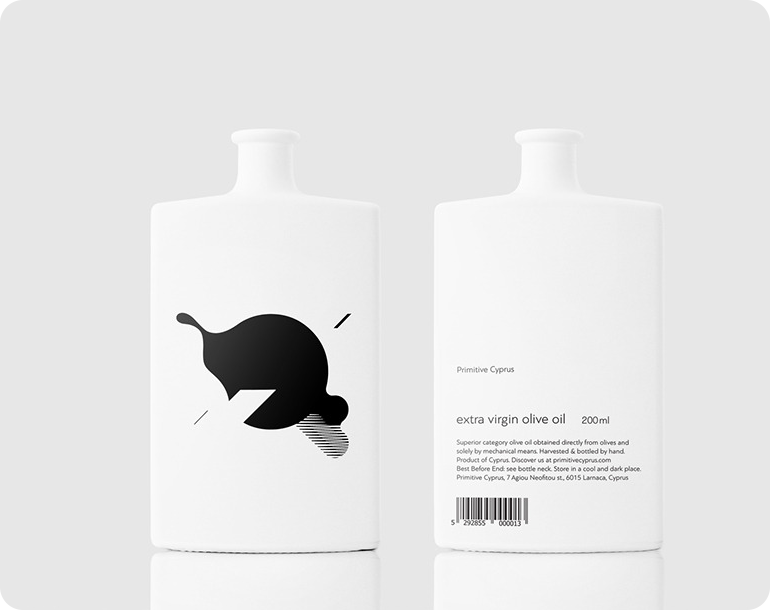 Primitive Cyprus
extra virgin olive oil 200ml
Superior category olive oil obtained directly from olives and
solely by mechanical means. Harvested & bottled by hand.
Product of Cyprus. Discover us at primitivecyprus.com
Best Before End: see bottle neck. Store in a cool and dark place.
Primitive Cyprus, 7 Agiou Neofitou st., 6015 Larnaca, Cyprus
5 292855 000013